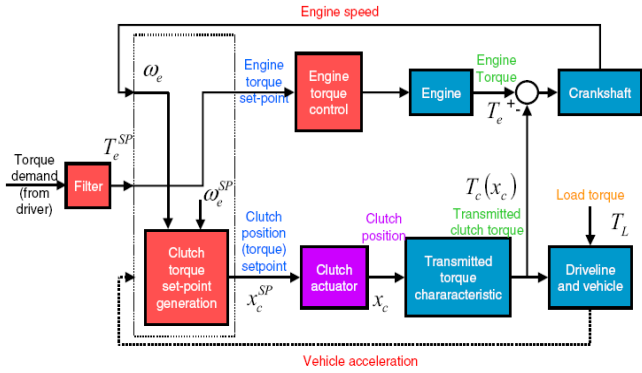 Engine speed
ω_e
Engine
torque
set-point
Engine
torque
control
Engine
Engine
Torque
T_e
+
-
Crankshaft
T_e^{SP}
Torque
demand
(from
driver)
Filter
ω_e^{SP}
T_c(x_c)
Transmitted
clutch torque
Load torque
T_L
Clutch
torque
set-point
generation
Clutch
position
(torque)
setpoint
x_c^{SP}
Clutch
actuator
Clutch
position
x_c
Transmitted
torque
chararacteristic
Driveline
and vehicle
Vehicle acceleration